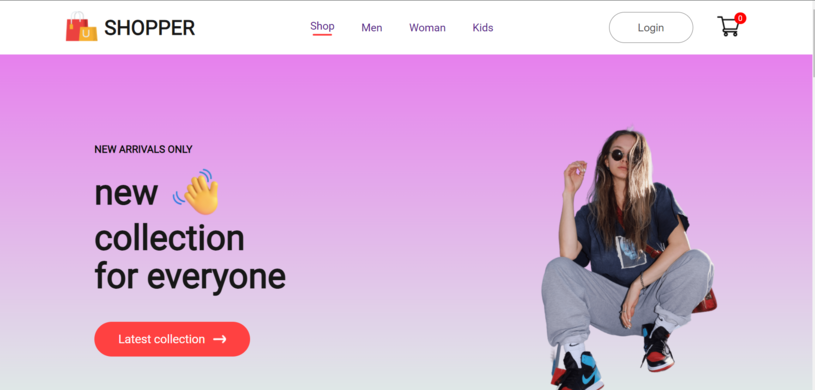 U
SHOPPER
Shop
Men
Woman
Kids
Login
0
NEW ARRIVALS ONLY
new
collection
for everyone
Latest collection